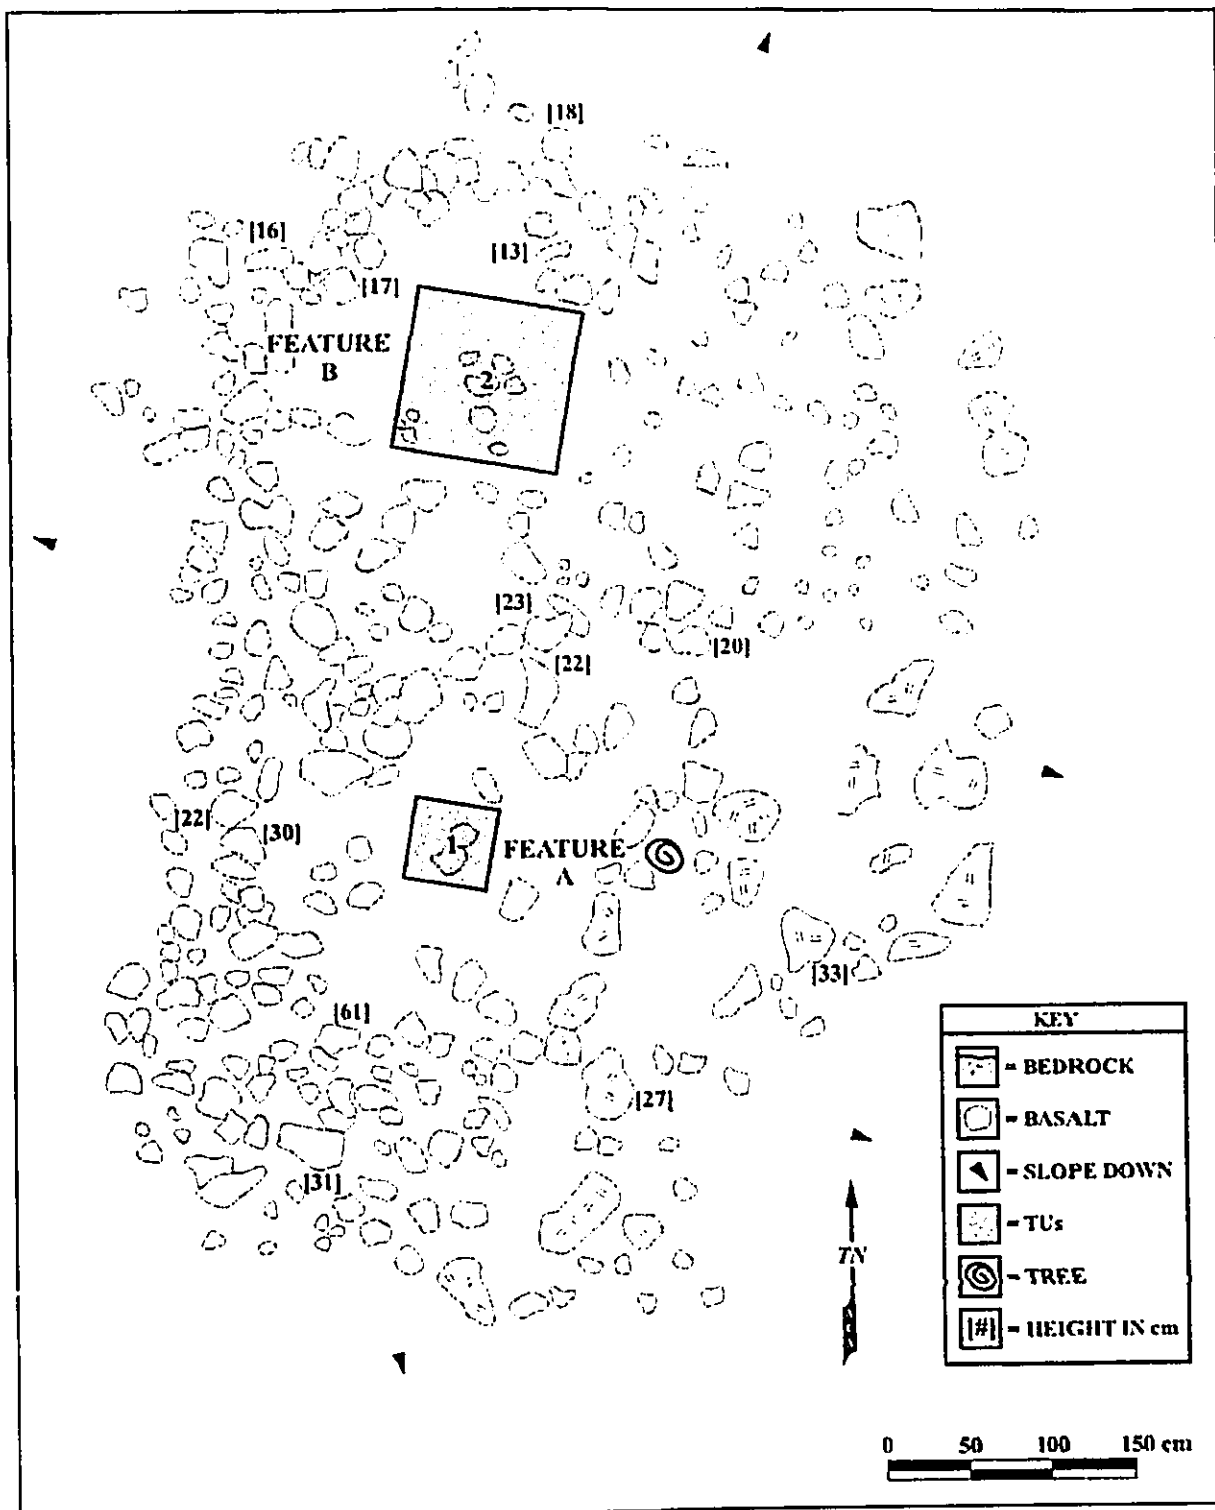 [18]
[16]
[13]
[17]
FEATURE
B
2
[23]
[20]
[22]
[22]
[30]
1
FEATURE
A
[33]
[61]
[27]
[31]
KEY
= BEDROCK
= BASALT
= SLOPE DOWN
= TUs
= TREE
[#] = HEIGHT IN cm
TN
0 50 100 150 cm